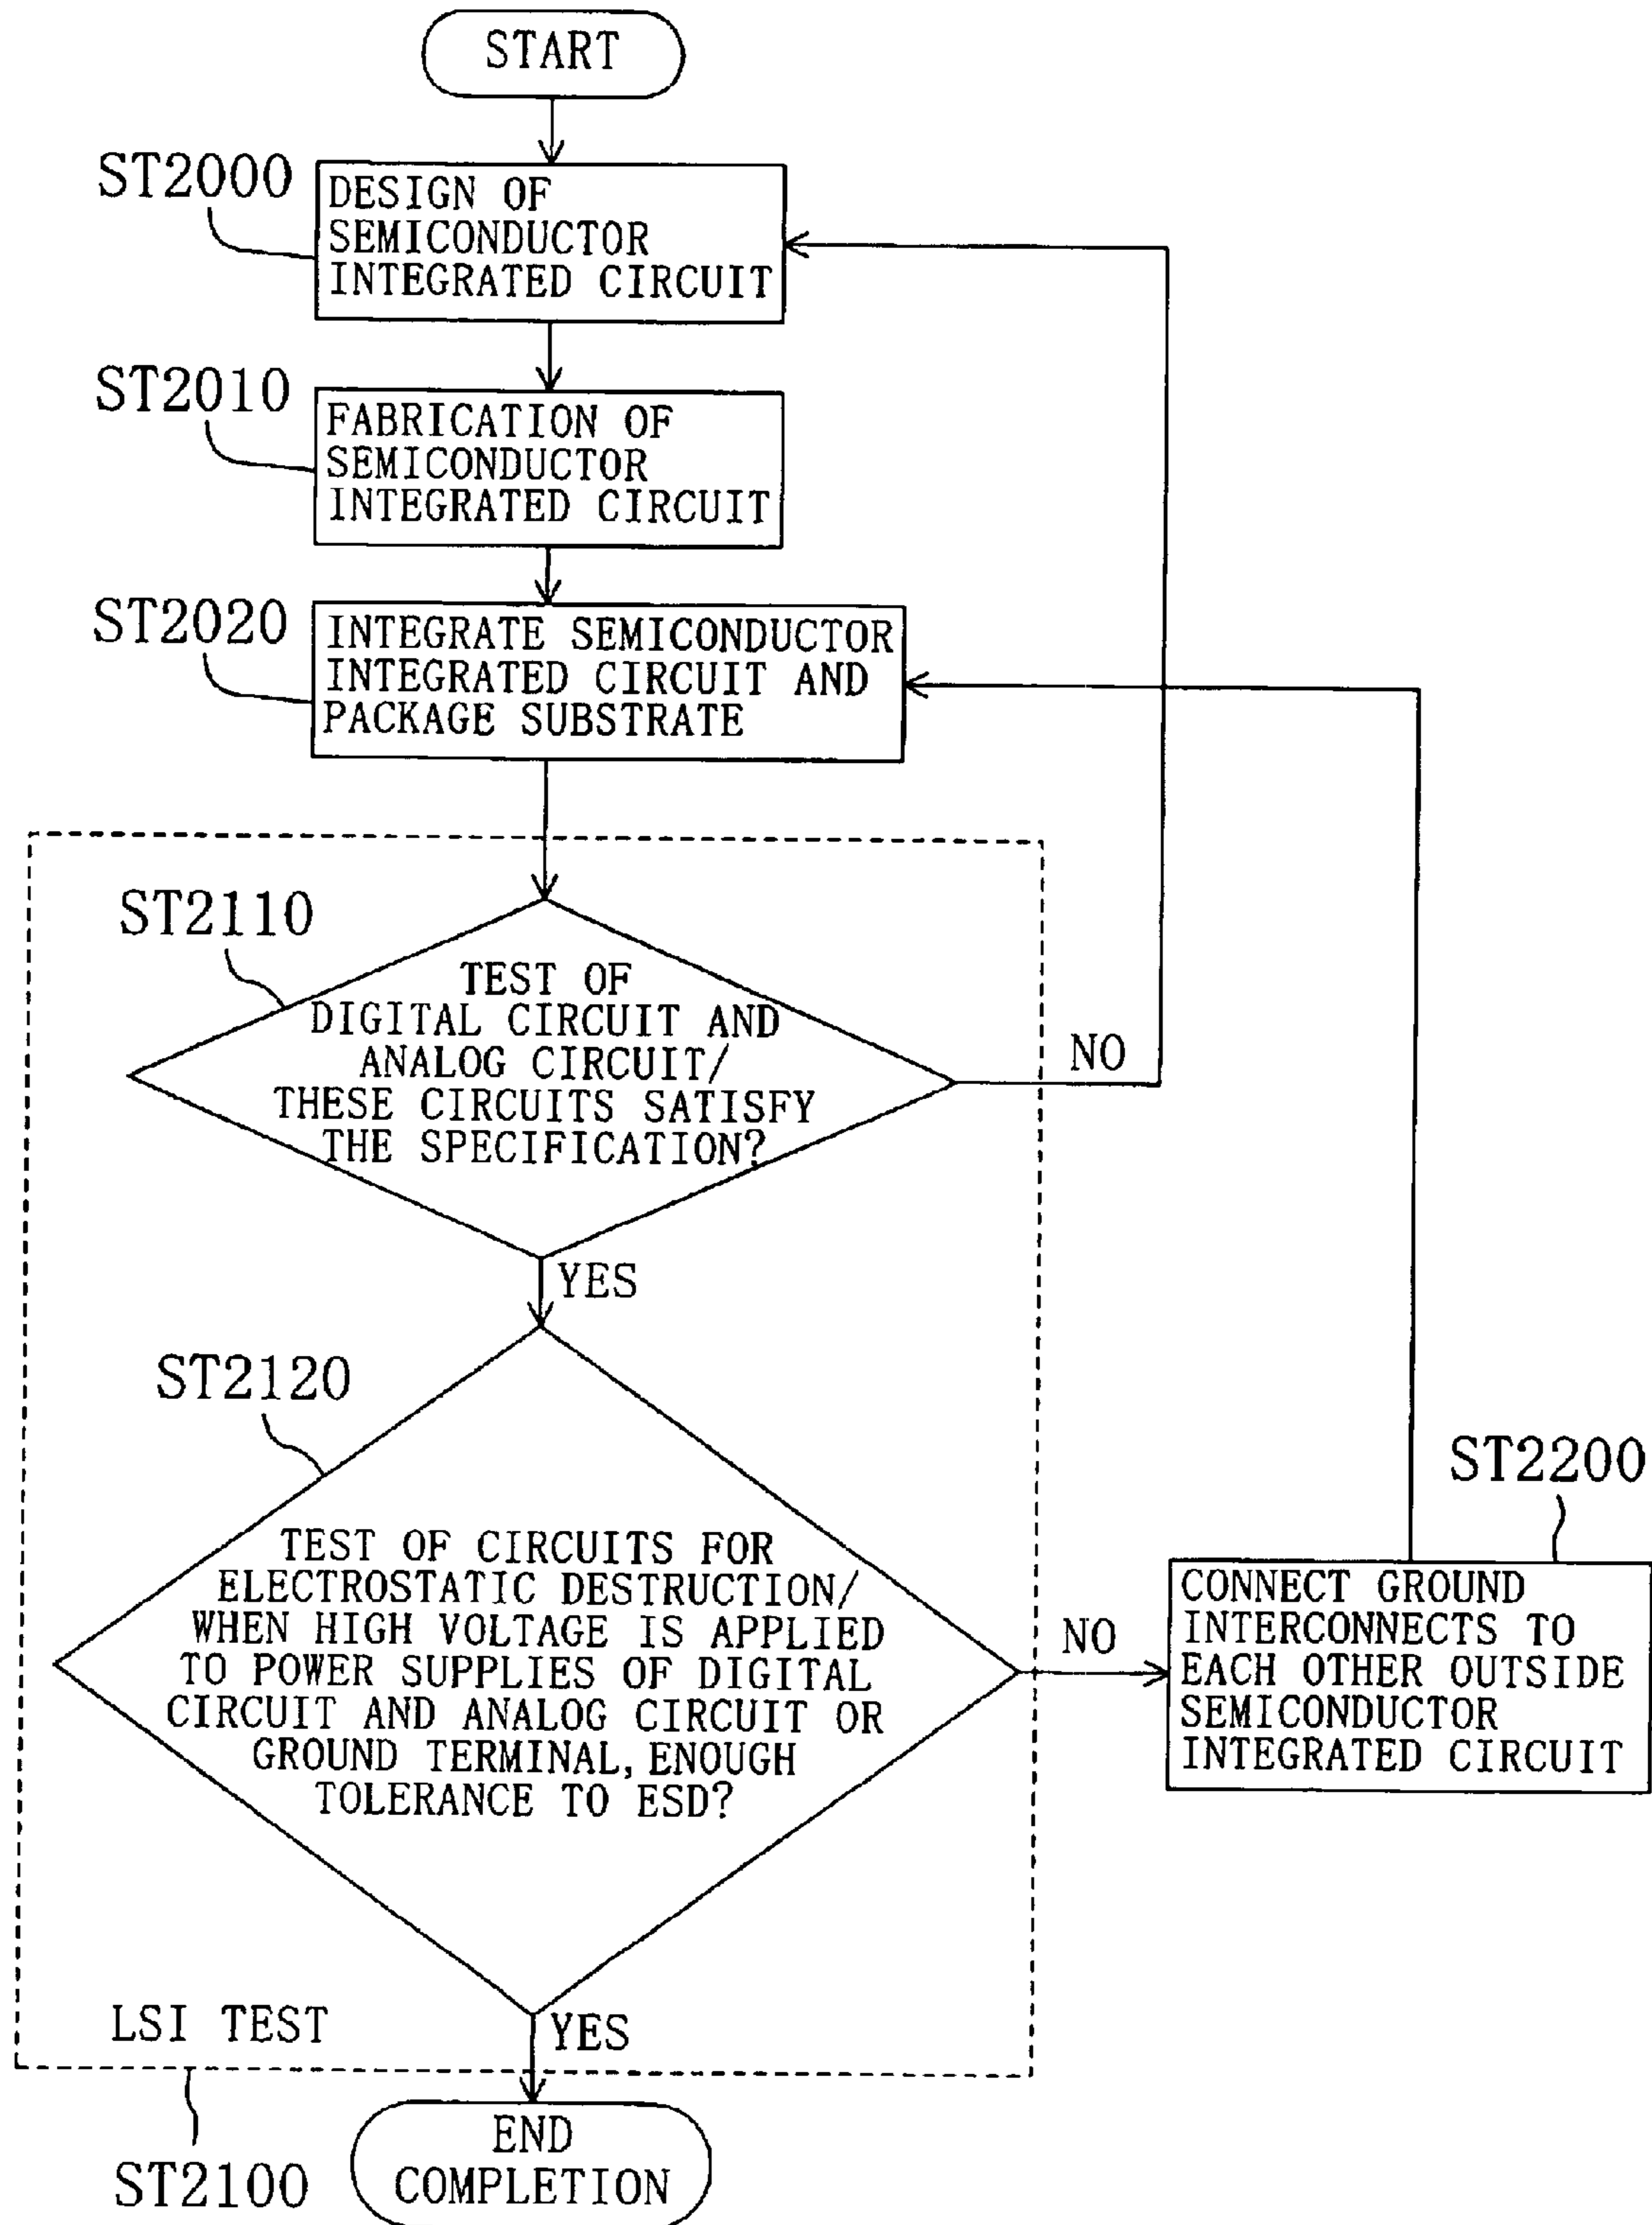 START
ST2000
DESIGN OF
SEMICONDUCTOR
INTEGRATED CIRCUIT
ST2010
FABRICATION OF
SEMICONDUCTOR
INTEGRATED CIRCUIT
ST2020
INTEGRATE SEMICONDUCTOR
INTEGRATED CIRCUIT AND
PACKAGE SUBSTRATE
ST2110
TEST OF
DIGITAL CIRCUIT AND
ANALOG CIRCUIT/
THESE CIRCUITS SATISFY
THE SPECIFICATION?
NO
YES
ST2120
TEST OF CIRCUITS FOR
ELECTROSTATIC DESTRUCTION/
WHEN HIGH VOLTAGE IS APPLIED
TO POWER SUPPLIES OF DIGITAL
CIRCUIT AND ANALOG CIRCUIT OR
GROUND TERMINAL, ENOUGH
TOLERANCE TO ESD?
NO
ST2200
CONNECT GROUND
INTERCONNECTS TO
EACH OTHER OUTSIDE
SEMICONDUCTOR
INTEGRATED CIRCUIT
YES
LSI TEST
ST2100
END
COMPLETION